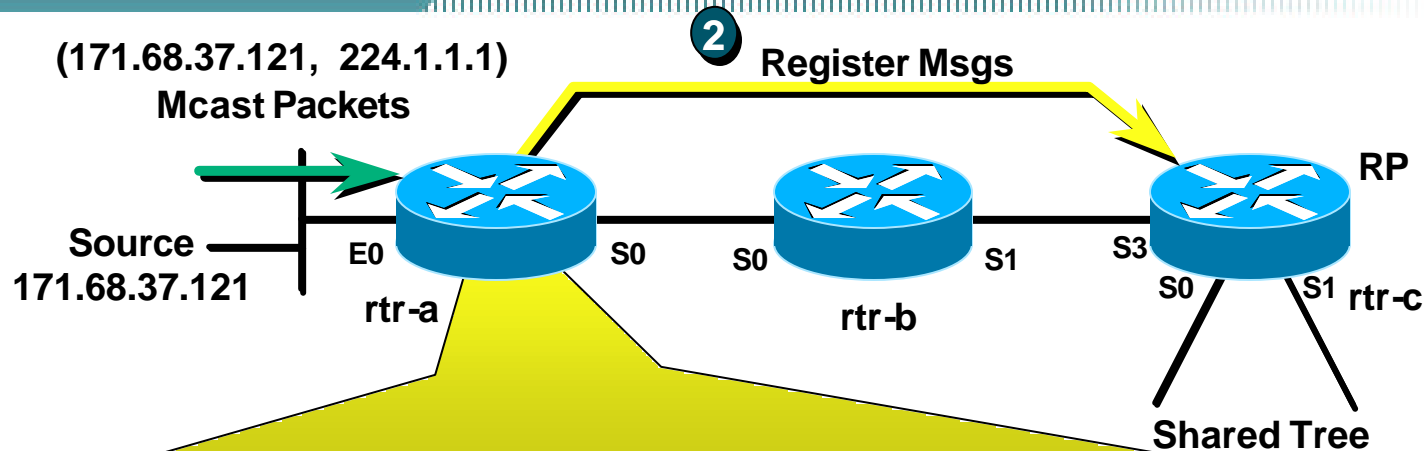 2
(171.68.37.121, 224.1.1.1)
Mcast Packets
Register Msgs
RP
Source
171.68.37.121
E0
S0
S0
S1
S3
S0
S1
rtr-a
rtr-b
rtr-c
Shared Tree